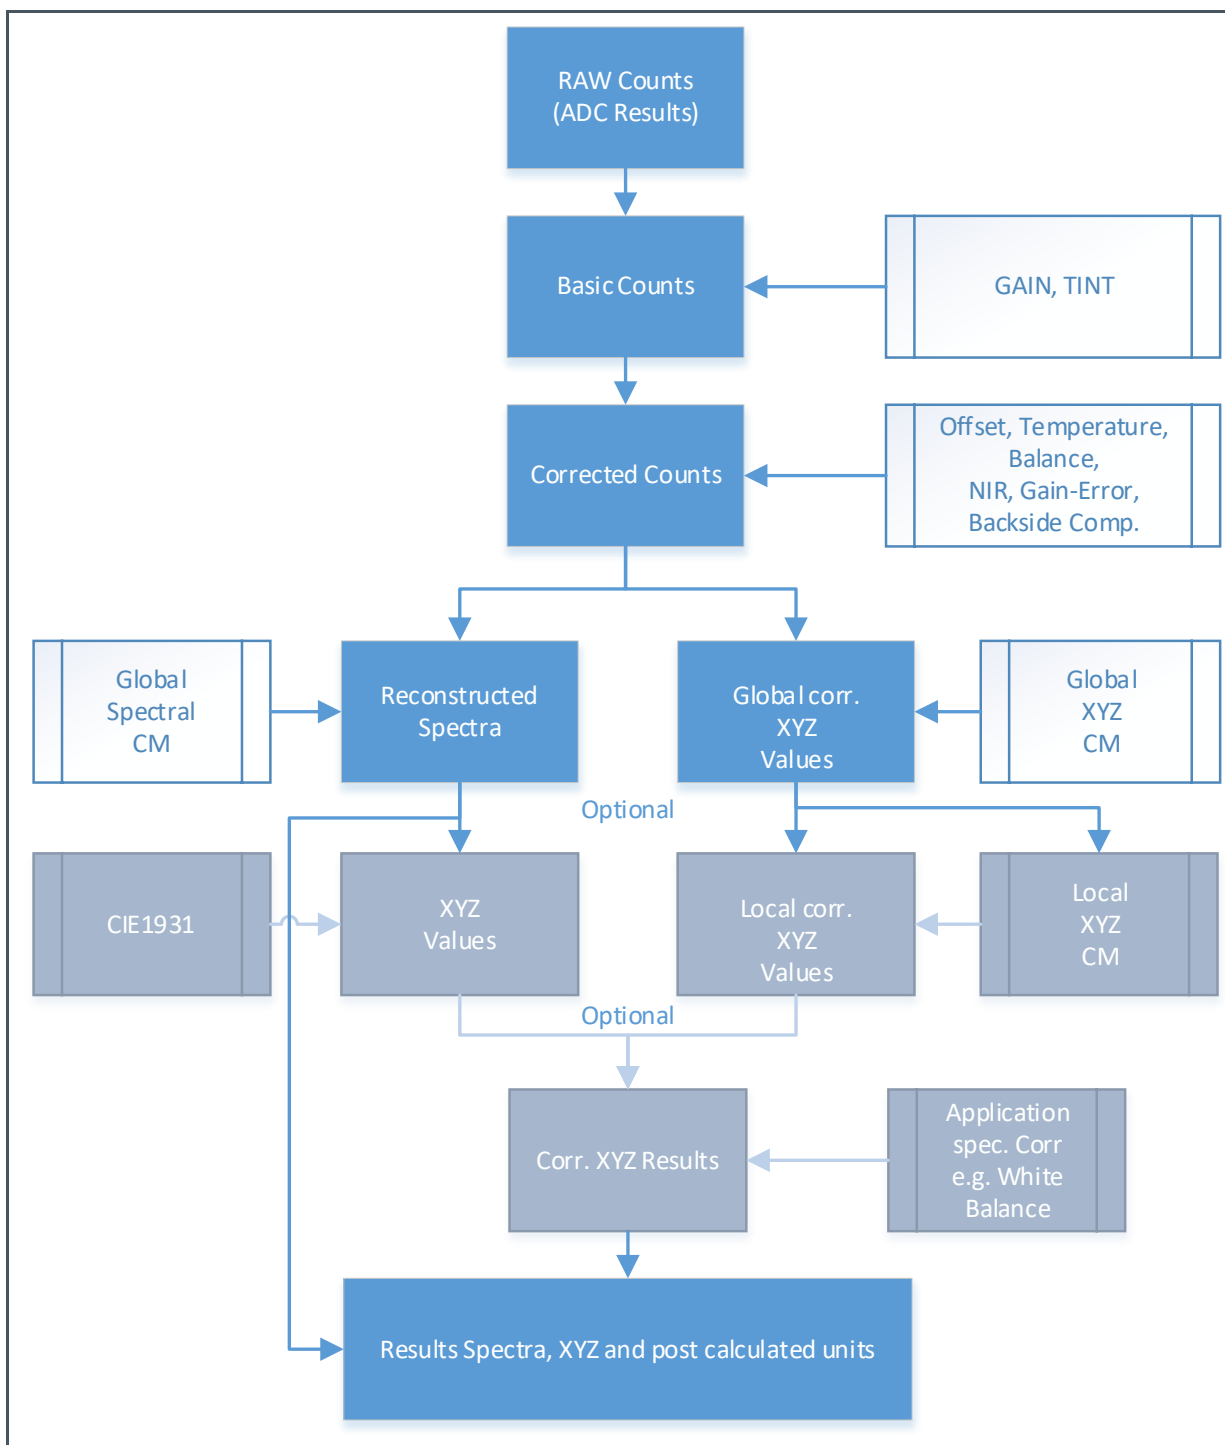 RAW Counts
(ADC Results)
Basic Counts
GAIN, TINT
Corrected Counts
Offset, Temperature,
Balance,
NIR, Gain-Error,
Backside Comp.
Global
Spectral
CM
Reconstructed
Spectra
Global corr.
XYZ
Values
Global
XYZ
CM
Optional
CIE1931
XYZ
Values
Local corr.
XYZ
Values
Local
XYZ
CM
Optional
Corr. XYZ Results
Application
spec. Corr
e.g. White
Balance
Results Spectra, XYZ and post calculated units